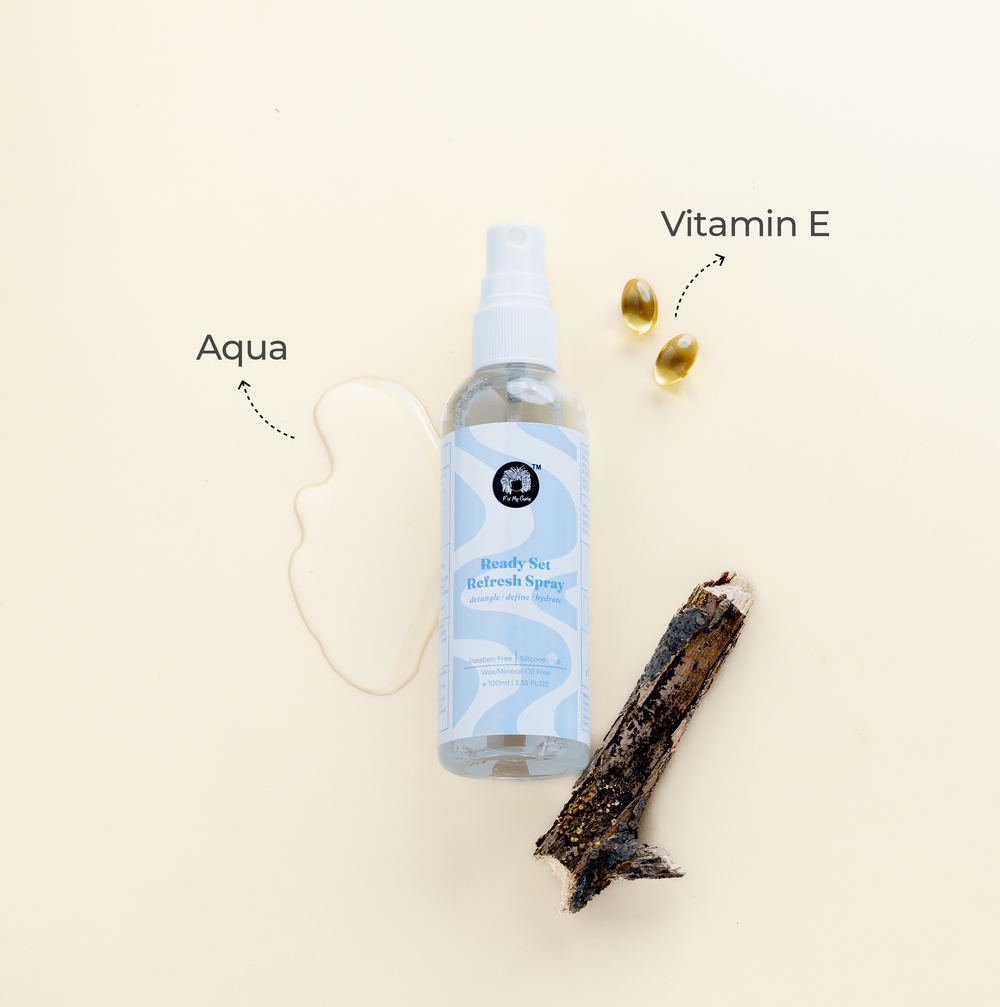 Vitamin E
Aqua
TM
Fix My Curls
Ready Set
Refresh Spray
detangle / define / hydrate
Paraben Free | Silicone
Wax/Mineral Oil Free
e 100ml | 3.38 FL.OZ